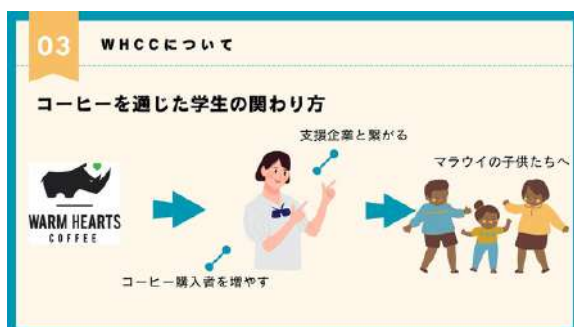 03
WHCCについて
コーヒーを通じた学生の関わり方
支援企業と繋がる
マラウイの子供たちへ
WARM HEARTS
COFFEE
コーヒー購入者を増やす